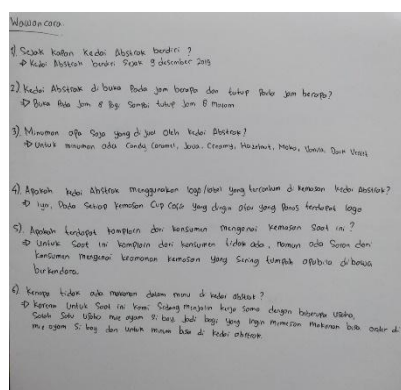 Wawancara.
1). Sejak kapan Kedai Abstrak berdiri ?
→ Kedai Abstrak berdiri Sejak 9 desember 2019
2). Kedai Abstrak di buka Pada jam berapa dan tutup Pada jam berapa?
→ Buka Pada Jam 8 Pagi Sampai tutup Jam 6 Malam
3). Minuman apa Saja yang di jual Oleh Kedai Abstrak?
→ Untuk minuman ada Candy, Caramel, Java, Creamy, Hazelnut, Moka, Vanila, Dark
4). Apakah kedai Abstrak menggunakan logo/label yang tercantum di kemasan kedai Abstrak?
→ Iya, Pada Setiap kemasan Cup yang dingin atau yang Panas terdapat logo
5). Apakah terdapat komplain dari konsumen mengenai kemasan Saat ini ?
→ Untuk Saat ini komplain dari konsumen tidak ada, namun ada Saran dari
konsumen mengenai keamanan kemasan yang Sering tumpah apabila di bawa
berkendara.
6). Kenapa tidak ada makanan dalam menu di kedai abstrak ?
→ Karena Untuk Saat ini kami Sedang menjalin kerja Sama dengan beberapa Usaha,
Salah Satu Usaha mie ayam Si boy Jadi bagi yang ingin memesan makanan bisa order di
mie ayam Si boy dan untuk minum bisa di kedai abstrak.